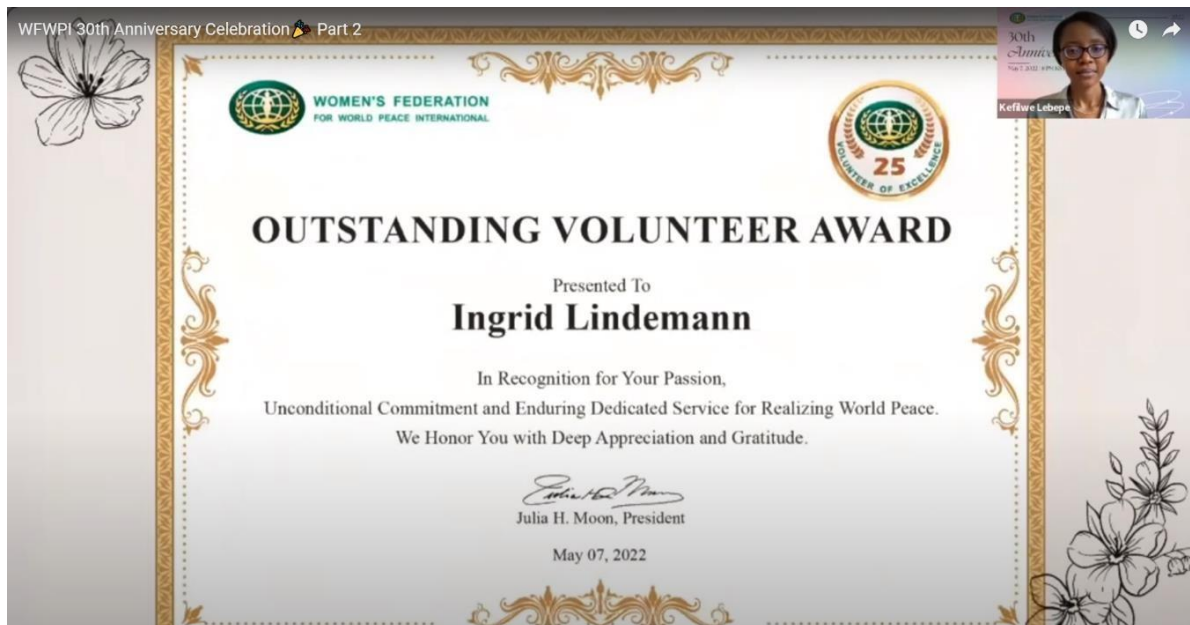 WFWPI 30th Anniversary Celebration🎉 Part 2
30th
Kefilwe Lebepe
WOMEN'S FEDERATION
FOR WORLD PEACE INTERNATIONAL
25
VOLUNTEER OF EXCELLENCE
OUTSTANDING VOLUNTEER AWARD
Presented To
Ingrid Lindemann
In Recognition for Your Passion,
Unconditional Commitment and Enduring Dedicated Service for Realizing World Peace.
We Honor You with Deep Appreciation and Gratitude.
Julia H. Moon, President
May 07, 2022